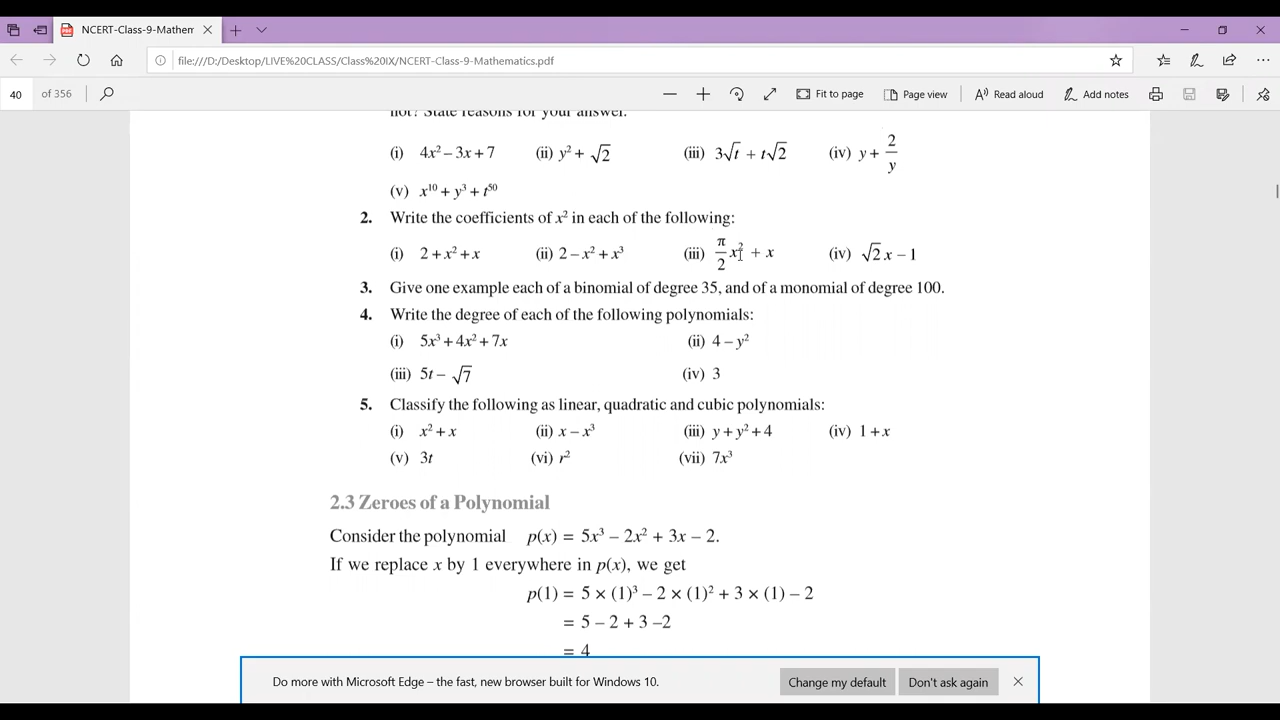 NCERT-Class-9-Mathem
file:///D:/Desktop/LIVE%20CLASS/Class%20IX/NCERT-Class-9-Mathematics.pdf
40 of 356 Fit to page Page view Read aloud Add notes
not? State reasons for your answer.
(i) 4x² – 3x + 7 (ii) y² + √2 (iii) 3√t + t√2 (iv) y + 2/y
(v) x¹⁰ + y³ + t⁵⁰
2. Write the coefficients of x² in each of the following:
(i) 2 + x² + x (ii) 2 – x² + x³ (iii) π/2 x² + x (iv) √2 x – 1
3. Give one example each of a binomial of degree 35, and of a monomial of degree 100.
4. Write the degree of each of the following polynomials:
(i) 5x³ + 4x² + 7x (ii) 4 – y²
(iii) 5t – √7 (iv) 3
5. Classify the following as linear, quadratic and cubic polynomials:
(i) x² + x (ii) x – x³ (iii) y + y² + 4 (iv) 1 + x
(v) 3t (vi) r² (vii) 7x³
2.3 Zeroes of a Polynomial
Consider the polynomial p(x) = 5x³ – 2x² + 3x – 2.
If we replace x by 1 everywhere in p(x), we get
p(1) = 5 × (1)³ – 2 × (1)² + 3 × (1) – 2
= 5 – 2 + 3 –2
= 4
Do more with Microsoft Edge – the fast, new browser built for Windows 10. Change my default Don't ask again